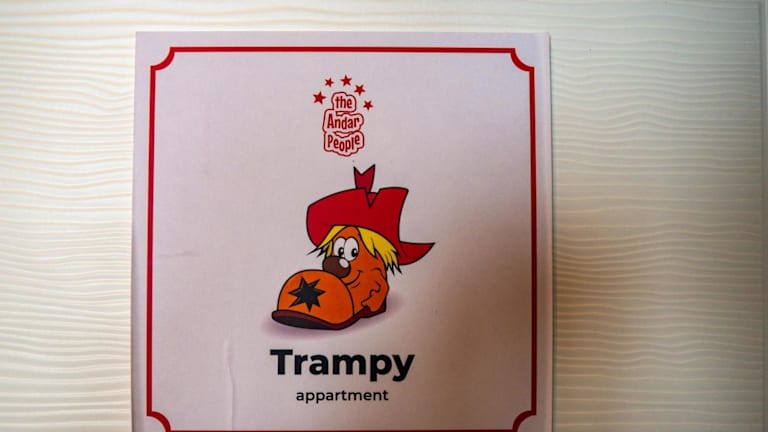 the
Andar
People
Trampy
appartment